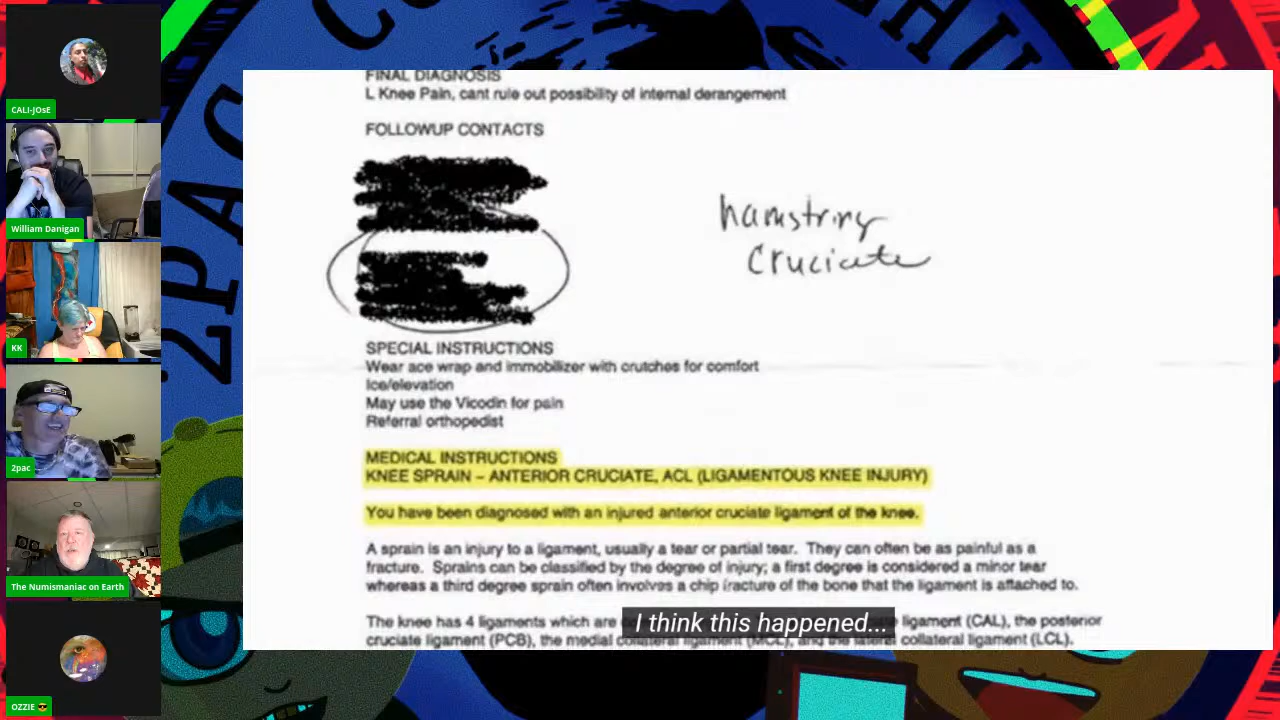 CALI-JOsE
William Danigan
KK
2pac
The Numismaniac on Earth
OZZIE 😎
2PAC
FINAL DIAGNOSIS
L Knee Pain, cant rule out possibility of internal derangement
FOLLOWUP CONTACTS
hamstring
cruciate
SPECIAL INSTRUCTIONS
Wear ace wrap and immobilizer with crutches for comfort
Ice/elevation
May use the Vicodin for pain
Referral orthopedist
MEDICAL INSTRUCTIONS
KNEE SPRAIN – ANTERIOR CRUCIATE, ACL (LIGAMENTOUS KNEE INJURY)
You have been diagnosed with an injured anterior cruciate ligament of the knee.
A sprain is an injury to a ligament, usually a tear or partial tear. They can often be as painful as a
fracture. Sprains can be classified by the degree of injury; a first degree is considered a minor tear
whereas a third degree sprain often involves a chip fracture of the bone that the ligament is attached to.
The knee has 4 ligaments which are ligament (CAL), the posterior
cruciate ligament (PCB), the medial collateral ligament (MCL), and the lateral collateral ligament (LCL).
I think this happened...